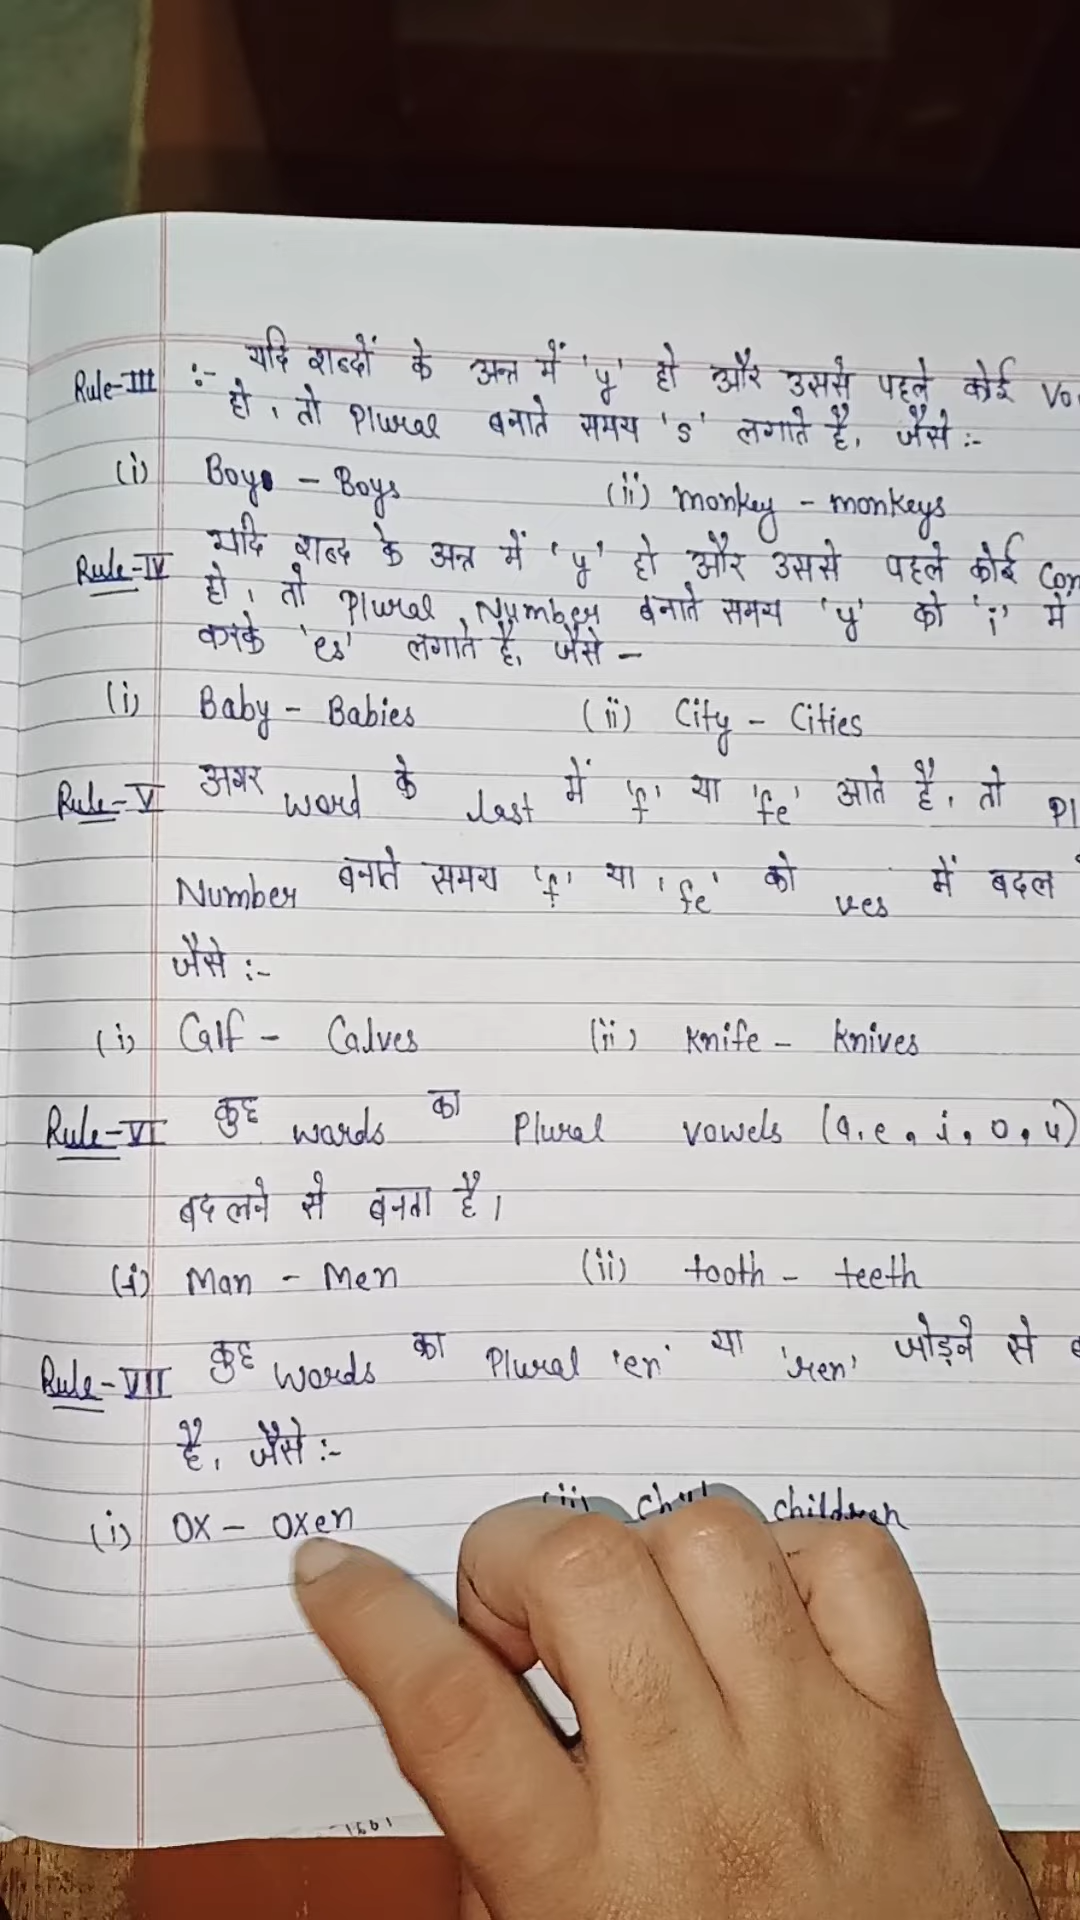 Rule-III :- यदि शब्दों के अन्त में 'y' हो और उससे पहले कोई
हो, तो Plural बनाते समय 's' लगाते है, जैसे :-
(i) Boy - Boys (ii) monkey - monkeys
Rule-IV यदि शब्द के अन्त में 'y' हो और उससे पहले कोई
हो, तो Plural Number बनाते समय 'y' को 'i' में
करके 'es' लगाते है, जैसे -
(i) Baby - Babies (ii) City - Cities
Rule-V अगर word के last में 'f' या 'fe' आते है, तो
Number बनाते समय 'f' या 'fe' को ves में बदल
जैसे :-
(i) Calf - Calves (ii) Knife - Knives
Rule-VI कुछ words का Plural vowels (a, e, i, o, u)
बदलने से बनता है।
(i) Man - Men (ii) tooth - teeth
Rule-VII कुछ words का Plural 'en' या 'ren' जोड़ने से
है, जैसे :-
(i) OX - OXen children